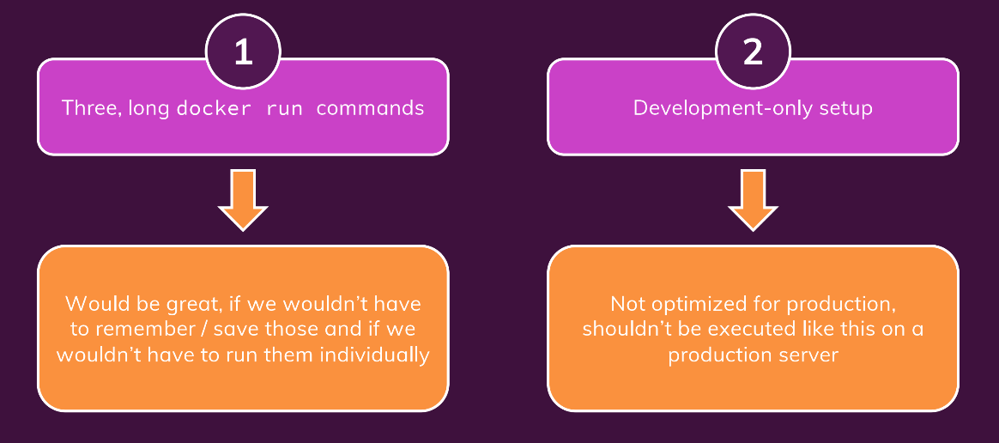 1
Three, long docker run commands
Would be great, if we wouldn't have
to remember / save those and if we
wouldn't have to run them individually
2
Development-only setup
Not optimized for production,
shouldn't be executed like this on a
production server